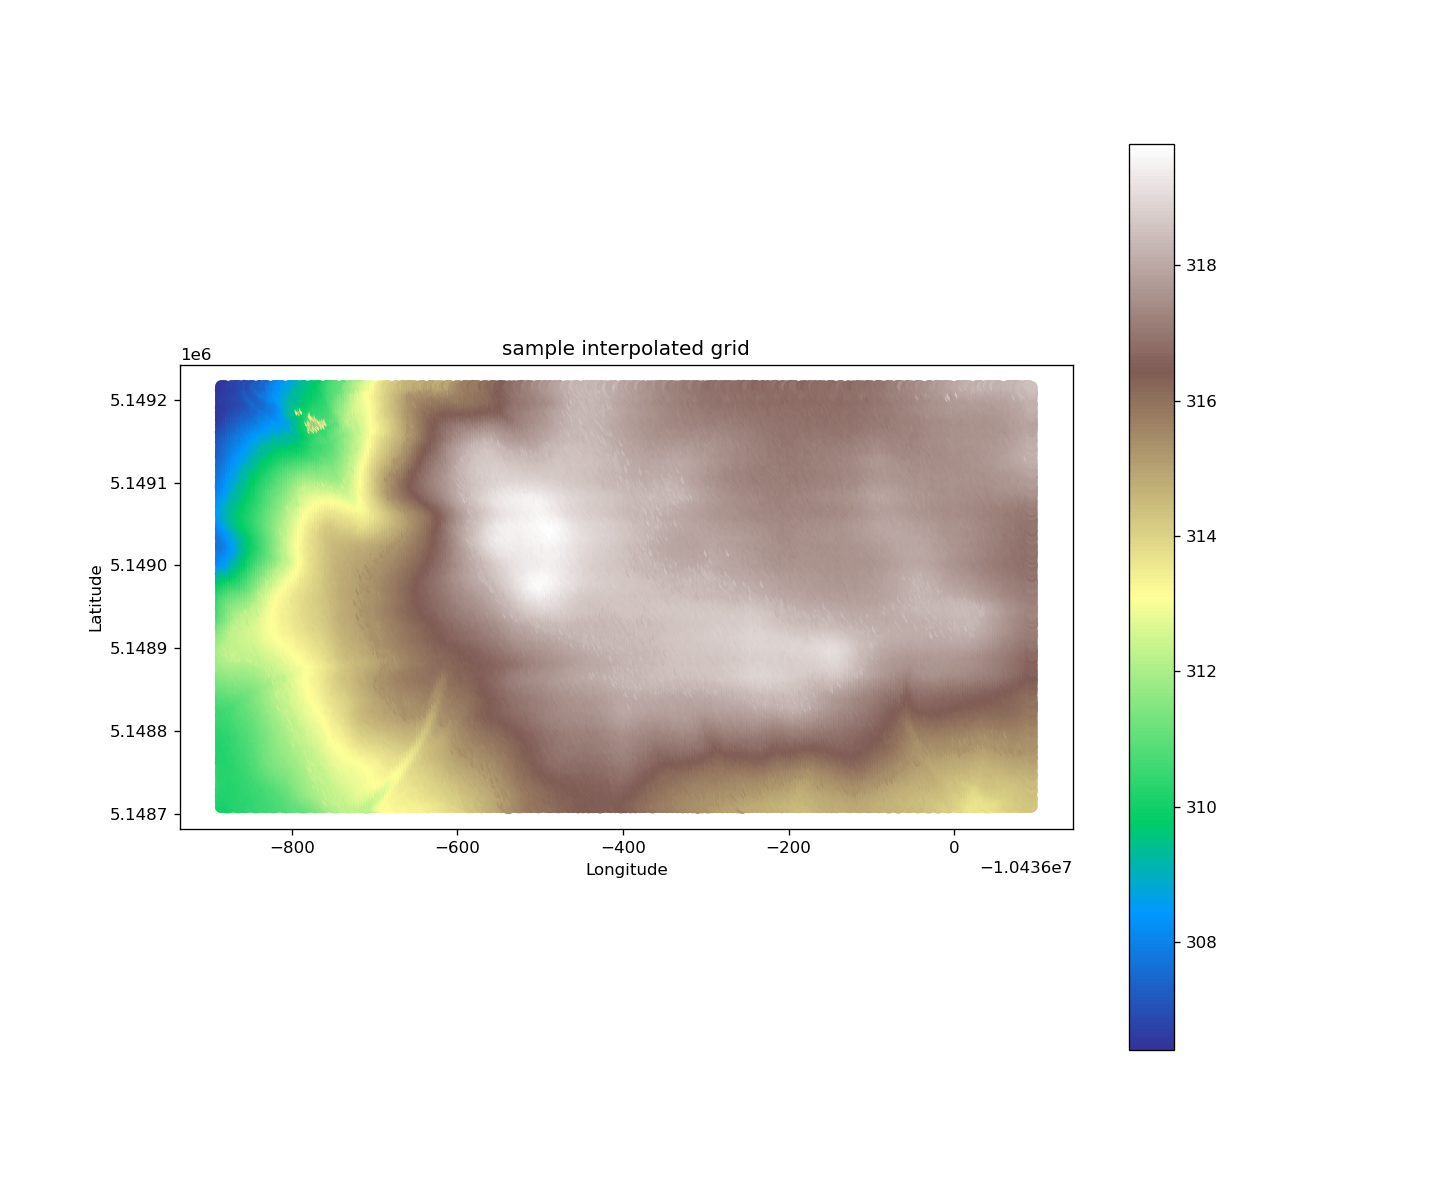 sample interpolated grid
1e6
5.1492
5.1491
5.1490
5.1489
5.1488
5.1487
Latitude
−800 −600 −400 −200 0
Longitude
−1.0436e7
318
316
314
312
310
308